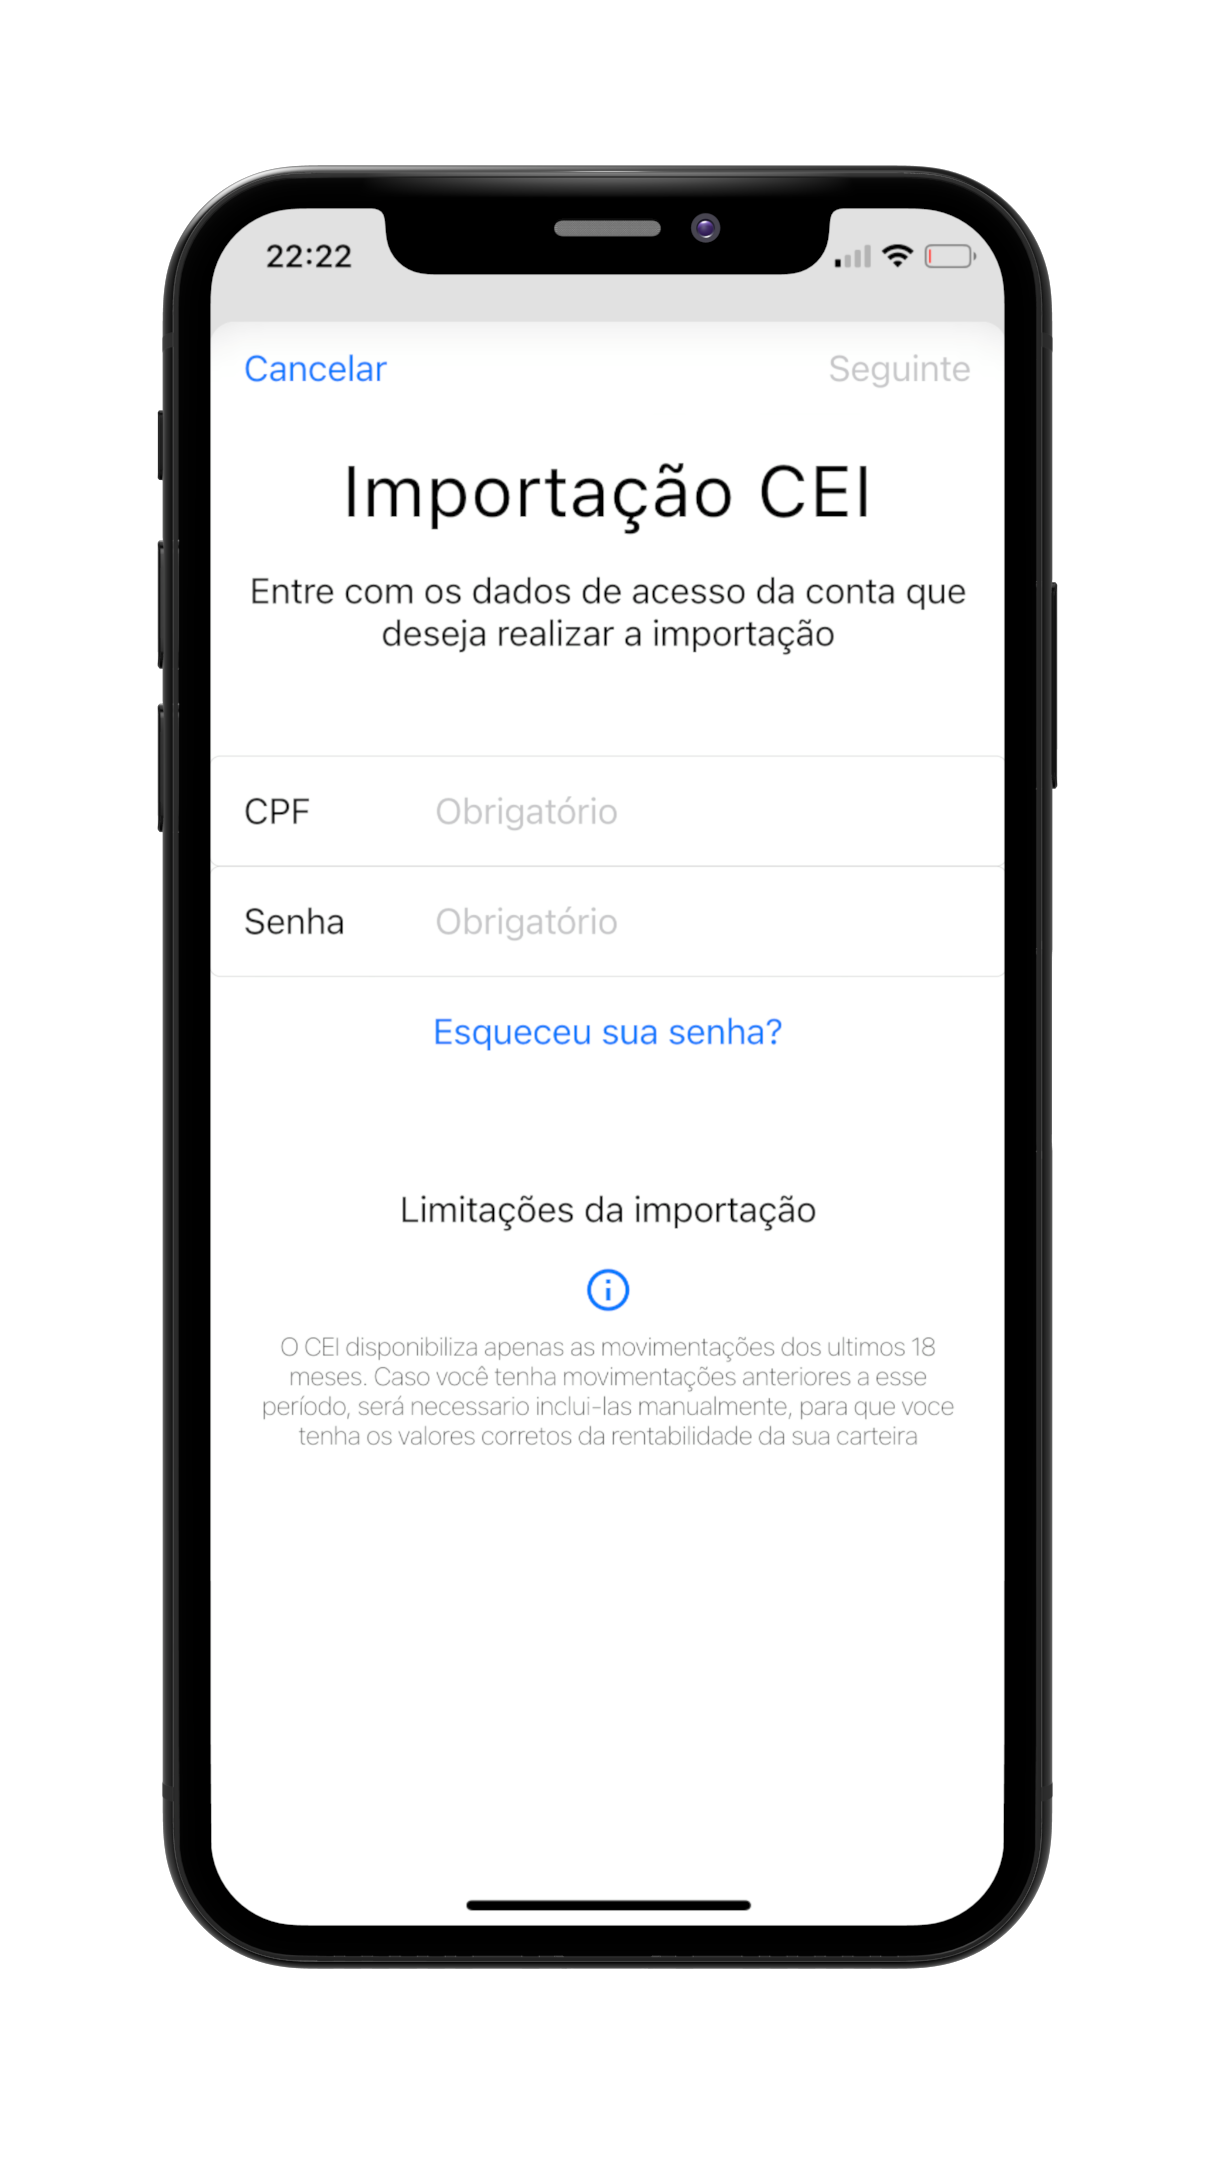 22:22
Cancelar
Seguinte
Importação CEI
Entre com os dados de acesso da conta que
deseja realizar a importação
CPF
Obrigatório
Senha
Obrigatório
Esqueceu sua senha?
Limitações da importação
O CEI disponibiliza apenas as movimentações dos ultimos 18
meses. Caso você tenha movimentações anteriores a esse
período, será necessario inclui-las manualmente, para que voce
tenha os valores corretos da rentabilidade da sua carteira